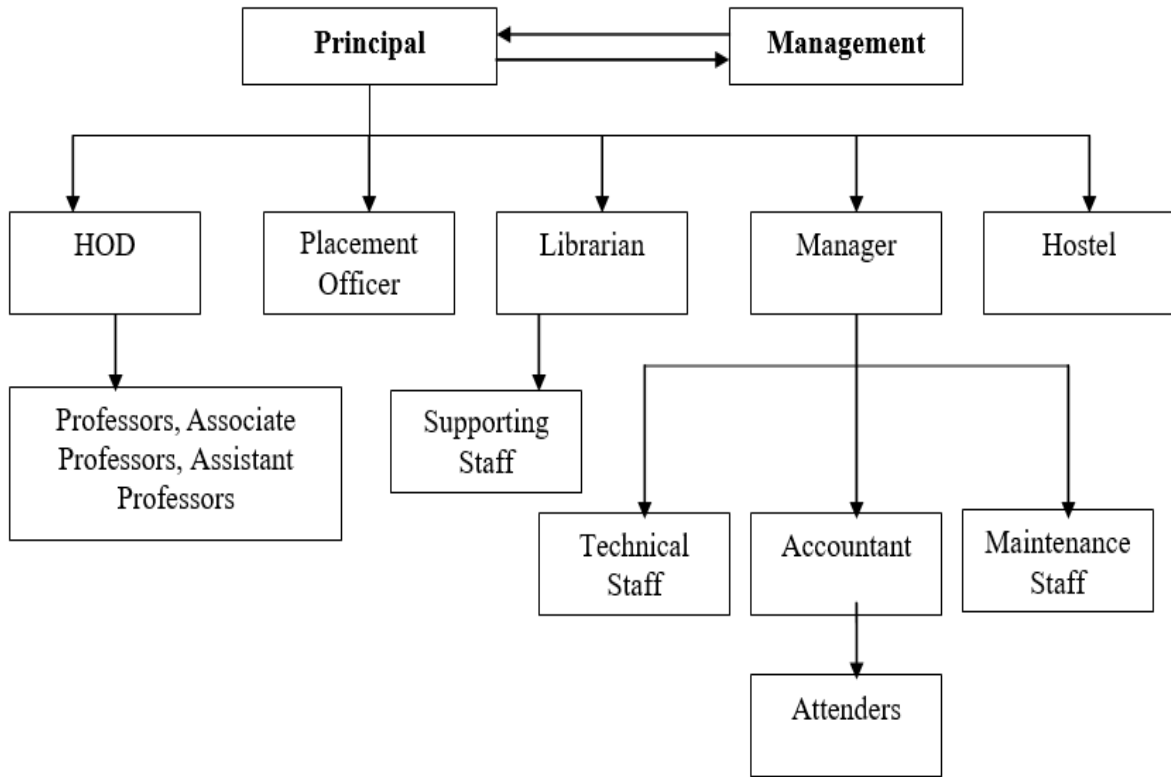 Principal
Management
HOD
Placement
Officer
Librarian
Manager
Hostel
Professors, Associate
Professors, Assistant
Professors
Supporting
Staff
Technical
Staff
Accountant
Maintenance
Staff
Attenders